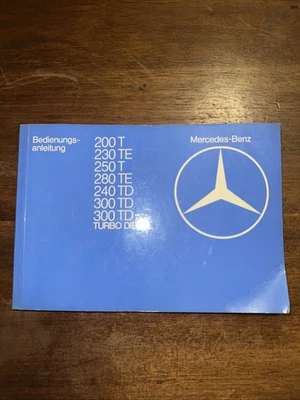 Bedienungs-
anleitung
200 T
230 TE
250 T
280 TE
240 TD
300 TD
300 TD
TURBO
Mercedes-Benz